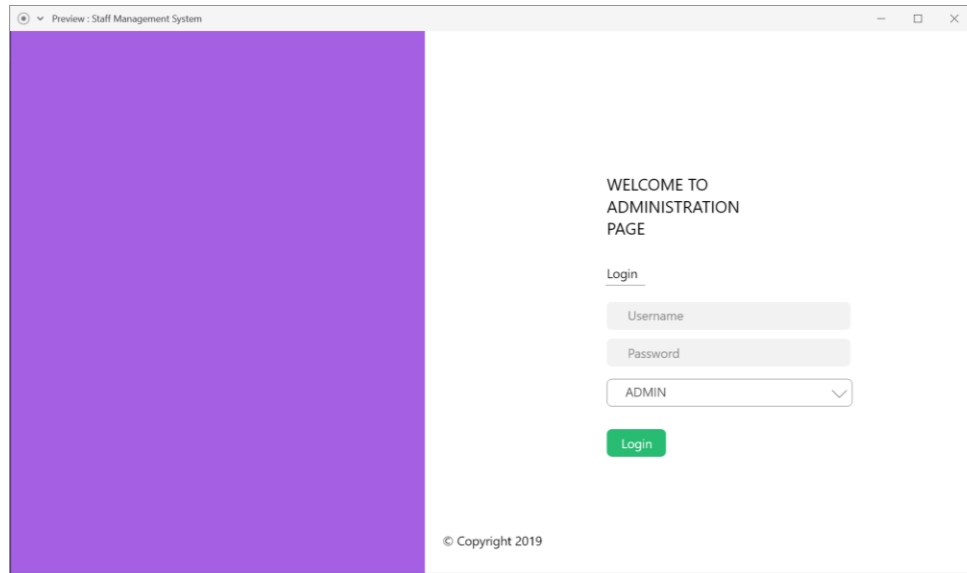 Preview : Staff Management System
WELCOME TO
ADMINISTRATION
PAGE
Login
Username
Password
ADMIN
Login
© Copyright 2019